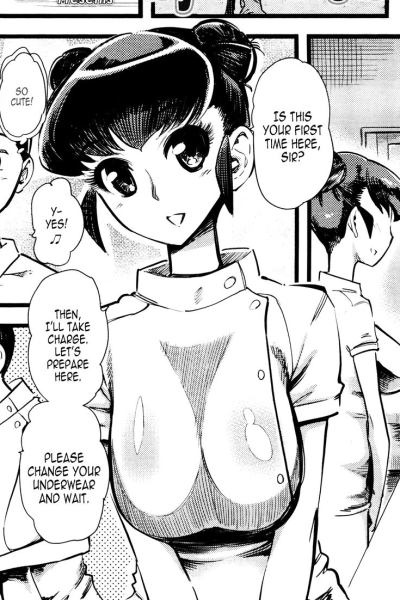 Presents
SO
CUTE!
IS THIS
YOUR FIRST
TIME HERE,
SIR?
Y-
YES!
♫
THEN,
I'LL TAKE
CHARGE.
LET'S
PREPARE
HERE.
PLEASE
CHANGE YOUR
UNDERWEAR
AND WAIT.